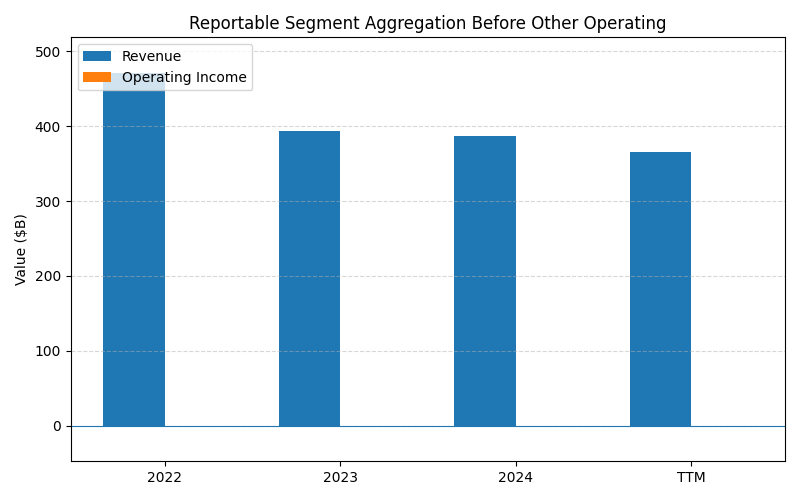 Reportable Segment Aggregation Before Other Operating
Revenue
Operating Income
Value ($B)
500
400
300
200
100
0
2022
2023
2024
TTM